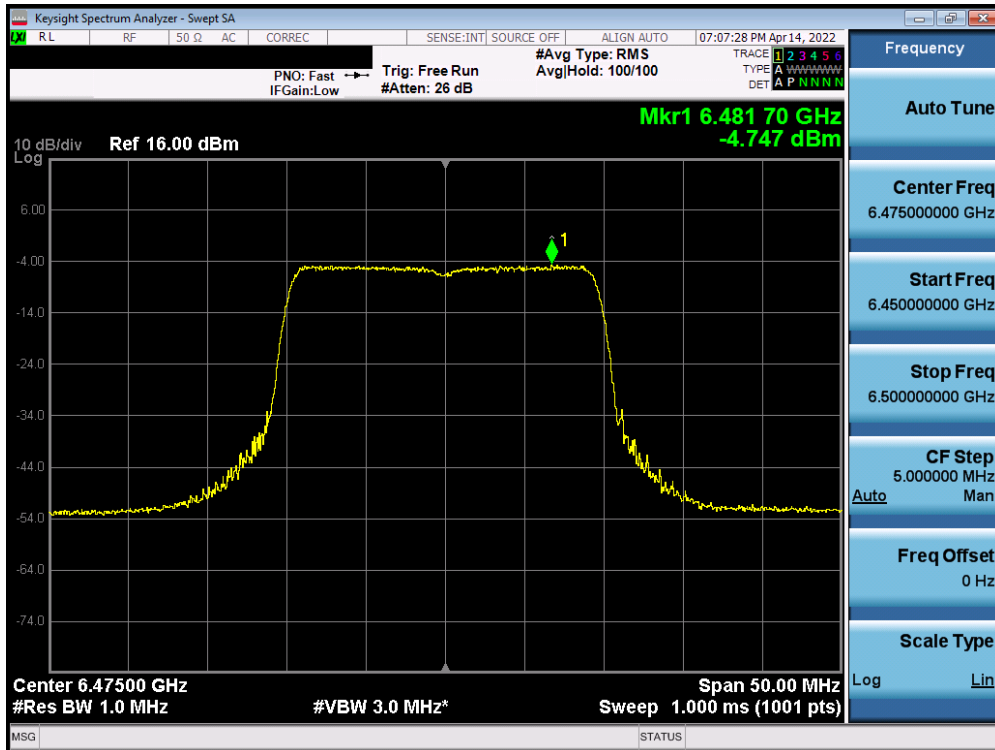 Keysight Spectrum Analyzer - Swept SA
LXI RL RF 50 Ω AC CORREC SENSE:INT SOURCE OFF ALIGN AUTO 07:07:28 PM Apr 14, 2022
PNO: Fast
IFGain:Low
Trig: Free Run
#Atten: 26 dB
#Avg Type: RMS
Avg|Hold: 100/100
TRACE 1 2 3 4 5 6
TYPE A WWWWW
DET A P N N N N
Mkr1 6.481 70 GHz
-4.747 dBm
10 dB/div Ref 16.00 dBm
Log
1
6.00
-4.00
-14.0
-24.0
-34.0
-44.0
-54.0
-64.0
-74.0
Center 6.47500 GHz Span 50.00 MHz
#Res BW 1.0 MHz #VBW 3.0 MHz* Sweep 1.000 ms (1001 pts)
MSG STATUS
Frequency
Auto Tune
Center Freq
6.475000000 GHz
Start Freq
6.450000000 GHz
Stop Freq
6.500000000 GHz
CF Step
5.000000 MHz
Auto Man
Freq Offset
0 Hz
Scale Type
Log Lin